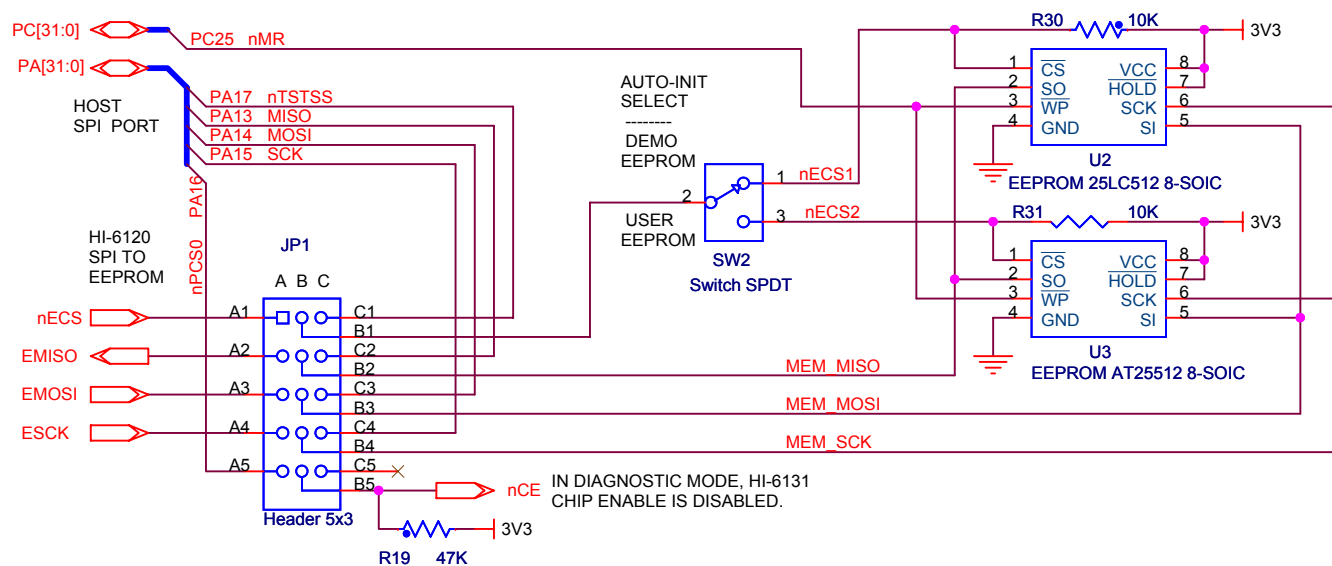 PC[31:0]
PC25 nMR
PA[31:0]
HOST
SPI PORT
PA17 nTSTSS
PA13 MISO
PA14 MOSI
PA15 SCK
PA16
nPCS0
AUTO-INIT
SELECT
--------
DEMO
EEPROM
2
1
nECS1
3
nECS2
USER
EEPROM
SW2
Switch SPDT
R30
10K
3V3
1
CS
VCC
8
2
SO
HOLD
7
3
WP
SCK
6
4
GND
SI
5
U2
EEPROM 25LC512 8-SOIC
R31
10K
3V3
1
CS
VCC
8
2
SO
HOLD
7
3
WP
SCK
6
4
GND
SI
5
U3
EEPROM AT25512 8-SOIC
HI-6120
SPI TO
EEPROM
JP1
A B C
nECS
A1
C1
B1
EMISO
A2
C2
B2
MEM_MISO
EMOSI
A3
C3
B3
MEM_MOSI
ESCK
A4
C4
B4
MEM_SCK
A5
C5
B5
Header 5x3
nCE
IN DIAGNOSTIC MODE, HI-6131
CHIP ENABLE IS DISABLED.
3V3
R19
47K